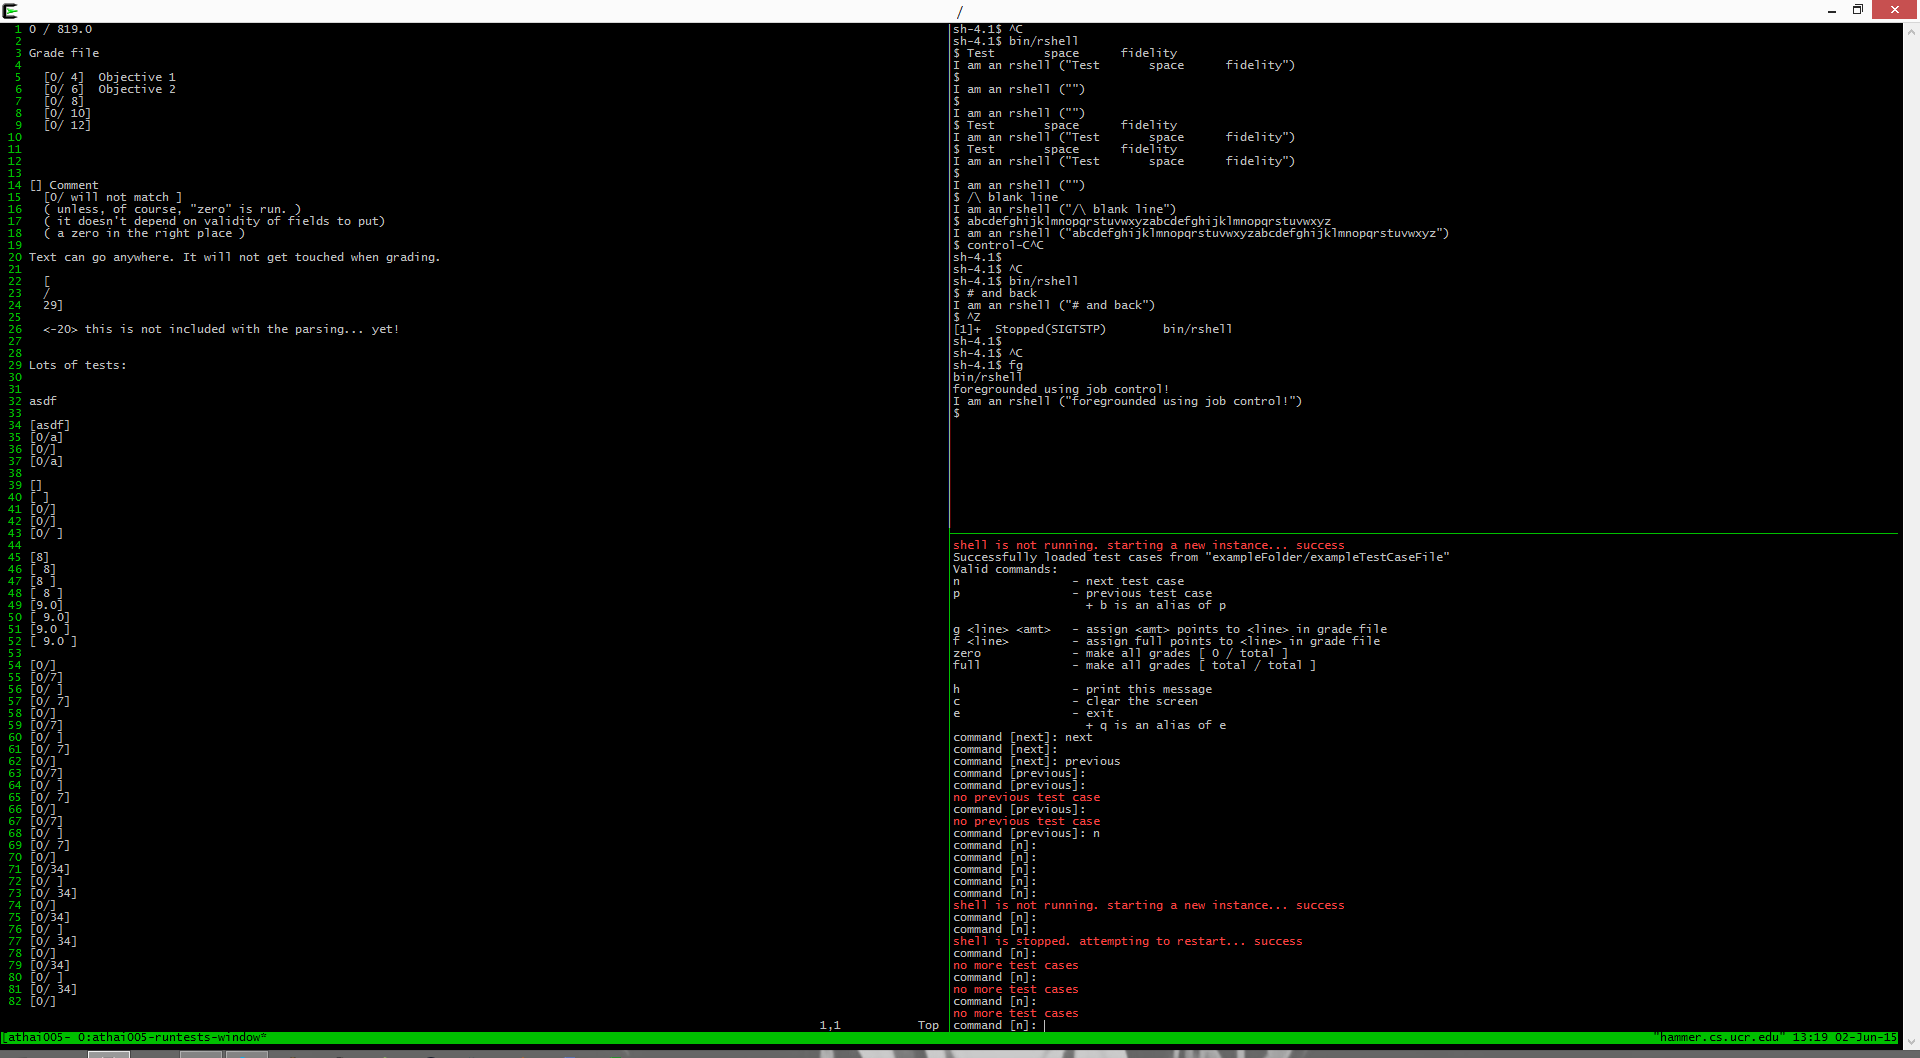 /
1 0 / 819.0
2
3 Grade file
4
5   [0/ 4]  Objective 1
6   [0/ 6]  Objective 2
7   [0/ 8]
8   [0/ 10]
9   [0/ 12]
10
11
12
13
14 [] Comment
15   [0/ will not match ]
16   ( unless, of course, "zero" is run. )
17   ( it doesn't depend on validity of fields to put)
18   ( a zero in the right place )
19
20 Text can go anywhere. It will not get touched when grading.
21
22   [
23   /
24   29]
25
26   <-20> this is not included with the parsing... yet!
27
28
29 Lots of tests:
30
31
32 asdf
33
34 [asdf]
35 [0/a]
36 [0/]
37 [0/a]
38
39 []
40 [ ]
41 [0/]
42 [0/]
43 [0/ ]
44
45 [8]
46 [ 8]
47 [8 ]
48 [ 8 ]
49 [9.0]
50 [ 9.0]
51 [9.0 ]
52 [ 9.0 ]
53
54 [0/]
55 [0/7]
56 [0/ ]
57 [0/ 7]
58 [0/]
59 [0/7]
60 [0/ ]
61 [0/ 7]
62 [0/]
63 [0/7]
64 [0/ ]
65 [0/ 7]
66 [0/]
67 [0/7]
68 [0/ ]
69 [0/ 7]
70 [0/]
71 [0/34]
72 [0/ ]
73 [0/ 34]
74 [0/]
75 [0/34]
76 [0/ ]
77 [0/ 34]
78 [0/]
79 [0/34]
80 [0/ ]
81 [0/ 34]
82 [0/]
1,1           Top
sh-4.1$ ^C
sh-4.1$ bin/rshell
$ Test       space      fidelity
I am an rshell ("Test       space      fidelity")
$
I am an rshell ("")
$
I am an rshell ("")
$ Test       space      fidelity
I am an rshell ("Test       space      fidelity")
$ Test       space      fidelity
I am an rshell ("Test       space      fidelity")
$
I am an rshell ("")
$ /\ blank line
I am an rshell ("/\ blank line")
$ abcdefghijklmnopqrstuvwxyzabcdefghijklmnopqrstuvwxyz
I am an rshell ("abcdefghijklmnopqrstuvwxyzabcdefghijklmnopqrstuvwxyz")
$ control-C^C
sh-4.1$
sh-4.1$ ^C
sh-4.1$ bin/rshell
$ # and back
I am an rshell ("# and back")
$ ^Z
[1]+  Stopped(SIGTSTP)        bin/rshell
sh-4.1$
sh-4.1$ ^C
sh-4.1$ fg
bin/rshell
foregrounded using job control!
I am an rshell ("foregrounded using job control!")
$
shell is not running. starting a new instance... success
Successfully loaded test cases from "exampleFolder/exampleTestCaseFile"
Valid commands:
n                - next test case
p                - previous test case
                   + b is an alias of p
g <line> <amt>   - assign <amt> points to <line> in grade file
f <line>         - assign full points to <line> in grade file
zero             - make all grades [ 0 / total ]
full             - make all grades [ total / total ]
h                - print this message
c                - clear the screen
e                - exit
                   + q is an alias of e
command [next]: next
command [next]:
command [next]: previous
command [previous]:
command [previous]:
no previous test case
command [previous]:
no previous test case
command [previous]: n
command [n]:
command [n]:
command [n]:
command [n]:
command [n]:
shell is not running. starting a new instance... success
command [n]:
command [n]:
shell is stopped. attempting to restart... success
command [n]:
no more test cases
command [n]:
no more test cases
command [n]:
no more test cases
command [n]:
[athai005- 0:athai005-runtests-window*          "hammer.cs.ucr.edu" 13:19 02-Jun-15